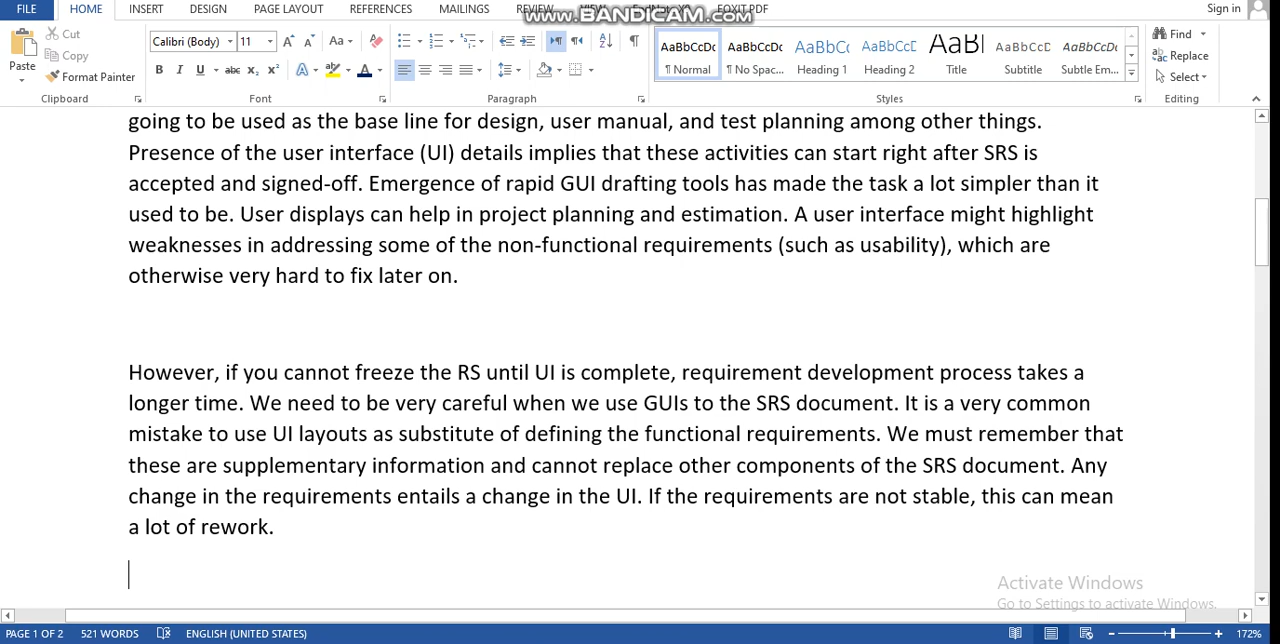 FILE HOME INSERT DESIGN PAGE LAYOUT REFERENCES MAILINGS REVIEW VIEW FOXIT PDF Sign in
www.BANDICAM.com
Cut
Copy
Paste
Format Painter
Calibri (Body) 11 Aa
B I U abc X₂ X² A A
¶ Normal
¶ No Spac...
Heading 1
Heading 2
Title
Subtitle
Subtle Em...
AaBbCcDc AaBbCcDc AaBbCc AaBbCcE AaB AaBbCcD AaBbCcDc
Find
Replace
Select
Clipboard Font Paragraph Styles Editing
going to be used as the base line for design, user manual, and test planning among other things.
Presence of the user interface (UI) details implies that these activities can start right after SRS is
accepted and signed-off. Emergence of rapid GUI drafting tools has made the task a lot simpler than it
used to be. User displays can help in project planning and estimation. A user interface might highlight
weaknesses in addressing some of the non-functional requirements (such as usability), which are
otherwise very hard to fix later on.
However, if you cannot freeze the RS until UI is complete, requirement development process takes a
longer time. We need to be very careful when we use GUIs to the SRS document. It is a very common
mistake to use UI layouts as substitute of defining the functional requirements. We must remember that
these are supplementary information and cannot replace other components of the SRS document. Any
change in the requirements entails a change in the UI. If the requirements are not stable, this can mean
a lot of rework.
Activate Windows
Go to Settings to activate Windows.
PAGE 1 OF 2 521 WORDS ENGLISH (UNITED STATES) 172%